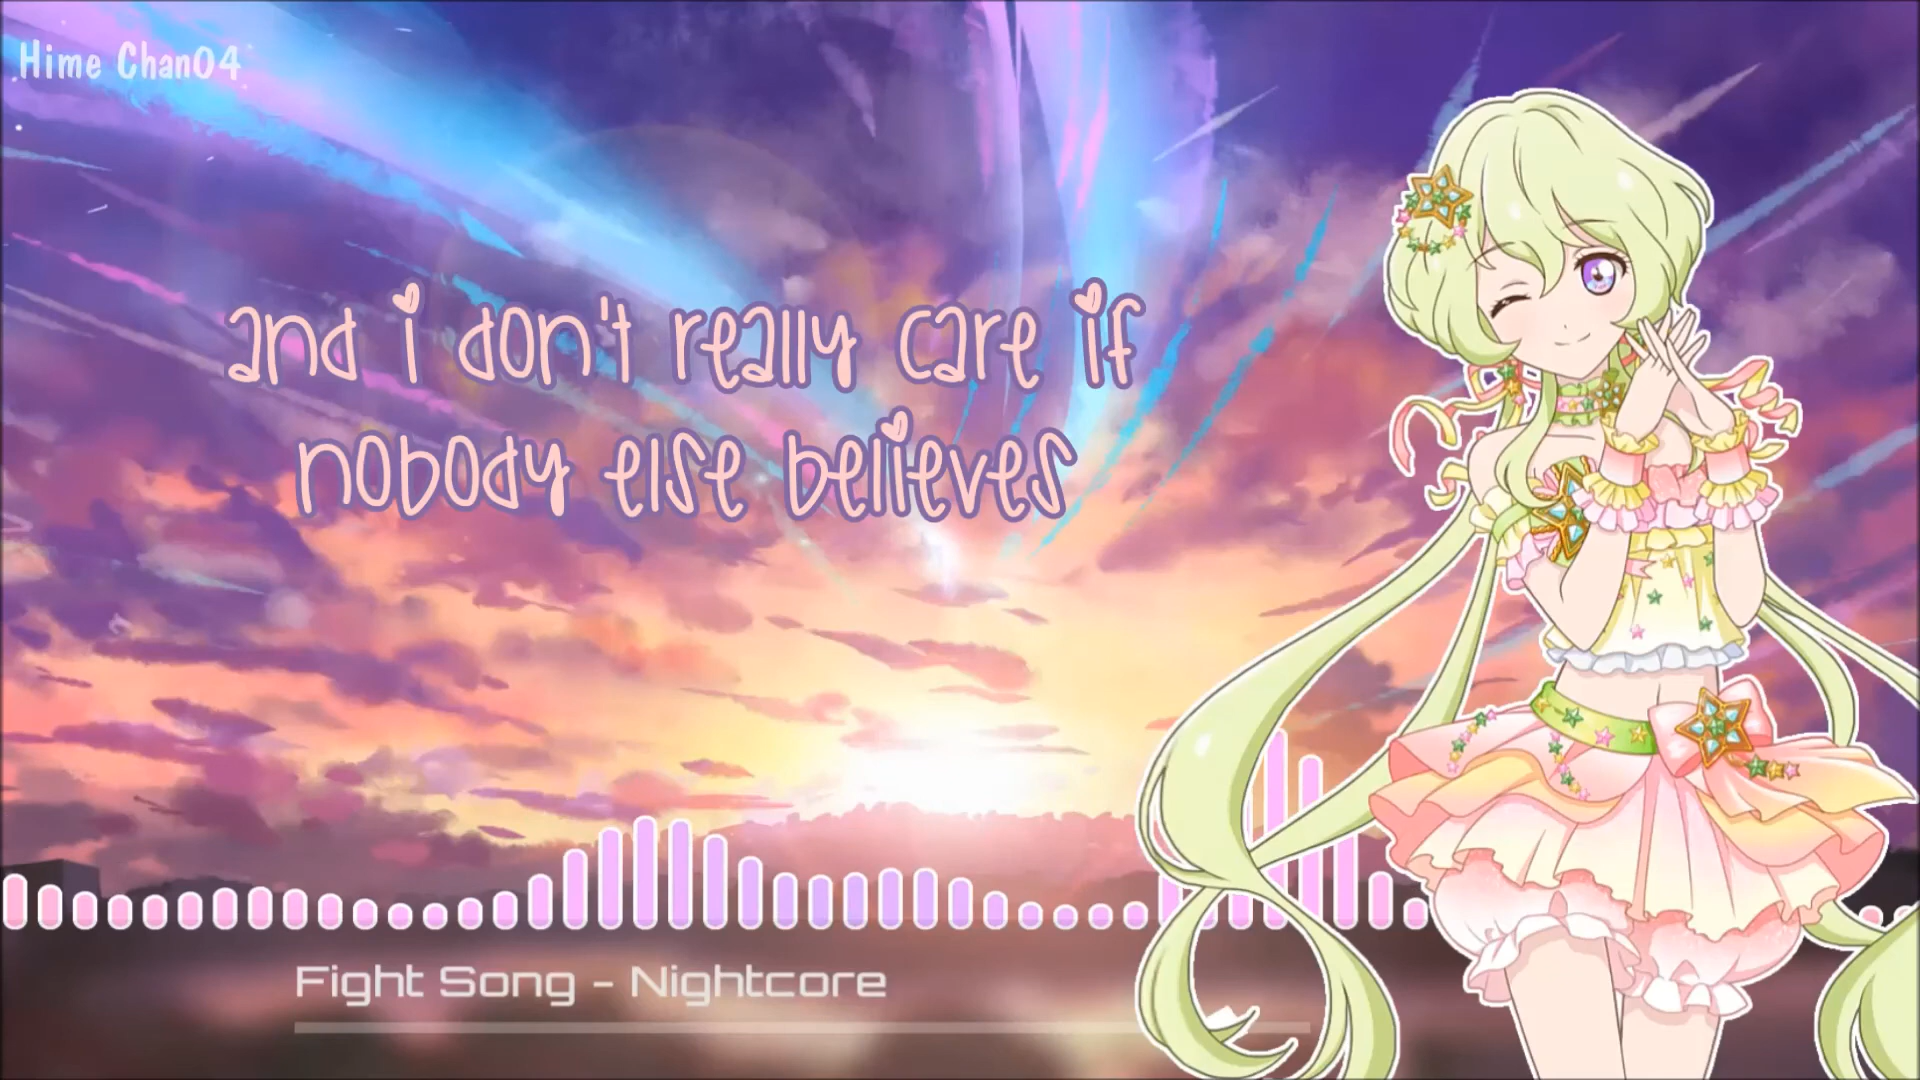 Hime Chan04
and i don't really care if
nobody else believes
Fight Song - Nightcore